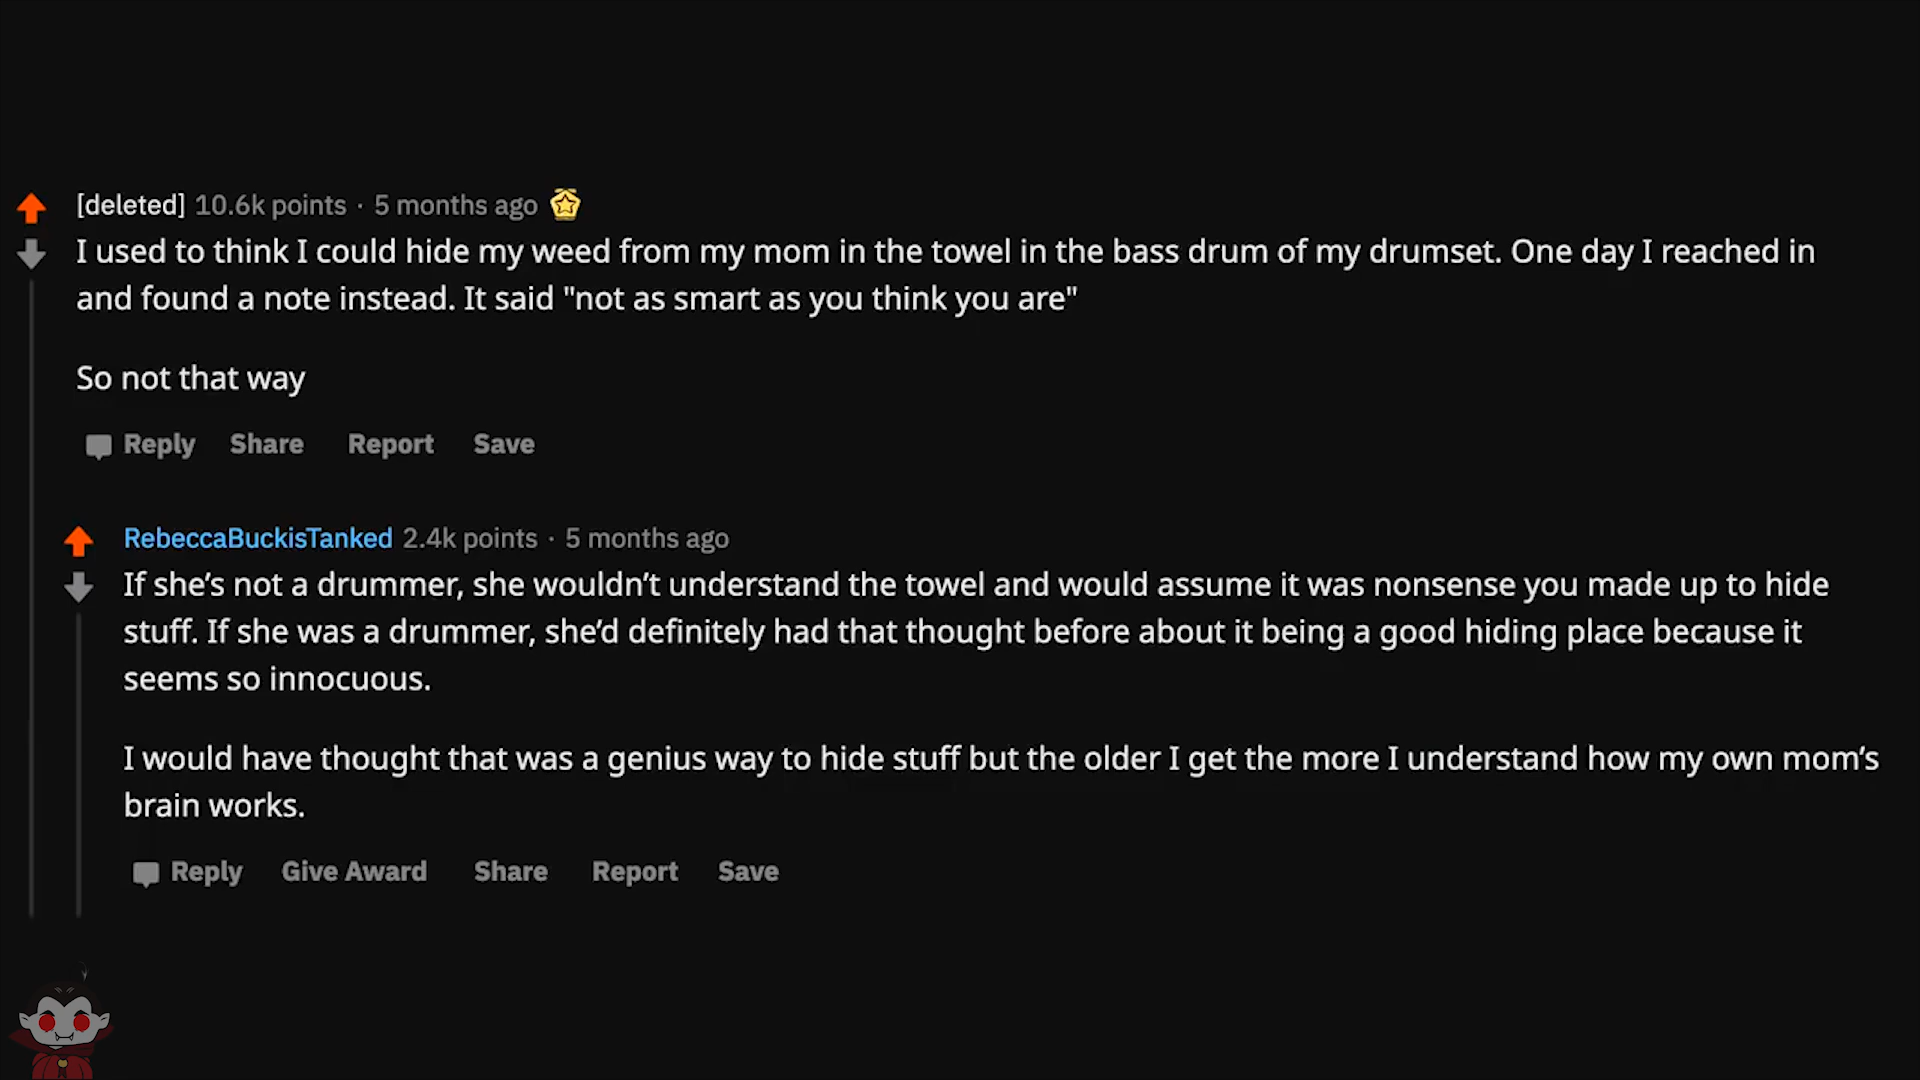 [deleted] 10.6k points · 5 months ago
I used to think I could hide my weed from my mom in the towel in the bass drum of my drumset. One day I reached in
and found a note instead. It said "not as smart as you think you are"
So not that way
Reply Share Report Save
RebeccaBuckisTanked 2.4k points · 5 months ago
If she’s not a drummer, she wouldn’t understand the towel and would assume it was nonsense you made up to hide
stuff. If she was a drummer, she’d definitely had that thought before about it being a good hiding place because it
seems so innocuous.
I would have thought that was a genius way to hide stuff but the older I get the more I understand how my own mom’s
brain works.
Reply Give Award Share Report Save